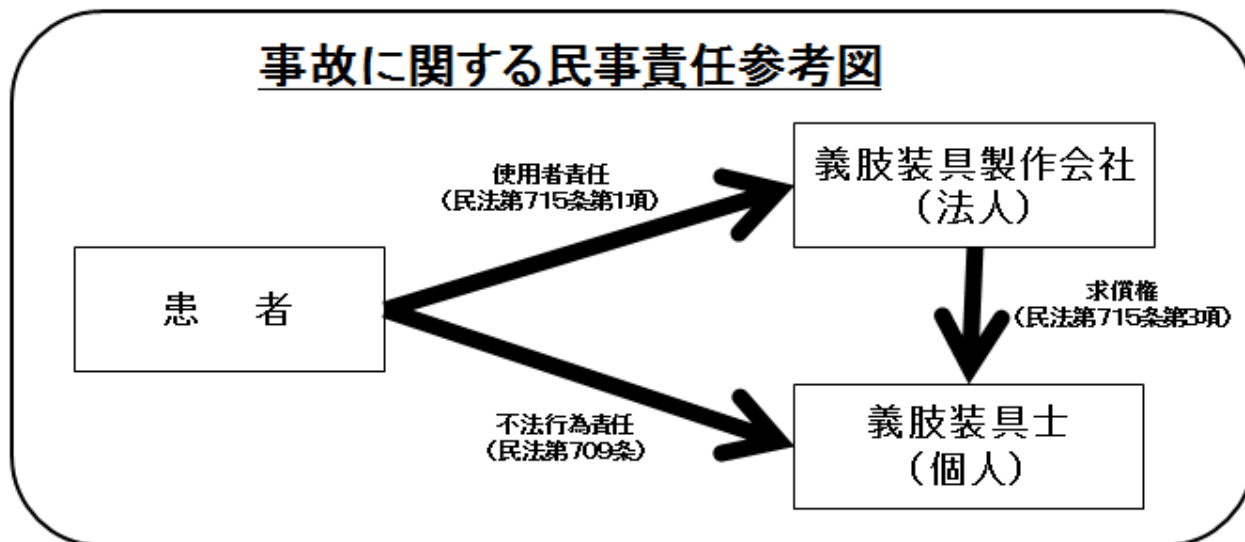 事故に関する民事責任参考図
使用者責任
（民法第715条第1項）
義肢装具製作会社
（法人）
患 者
求償権
（民法第715条第3項）
不法行為責任
（民法第709条）
義肢装具士
（個人）